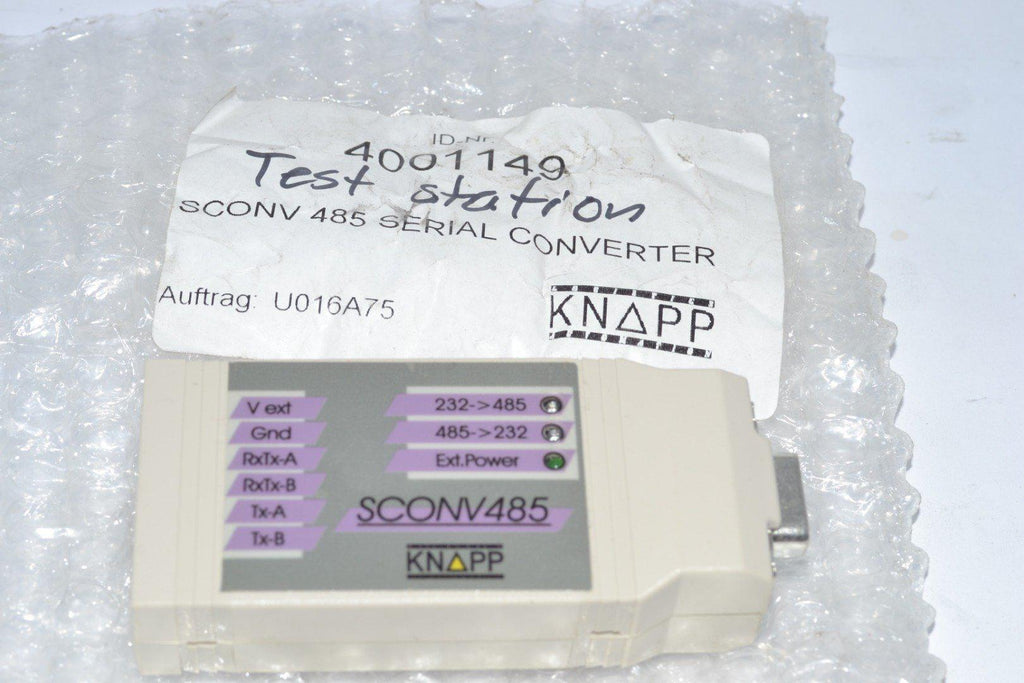 ID-Nr
4001149
Test station
SCONV 485 SERIAL CONVERTER
Auftrag: U016A75
KNAPP
V ext
Gnd
RxTx-A
RxTx-B
Tx-A
Tx-B
232->485
485->232
Ext.Power
SCONV485
KNAPP